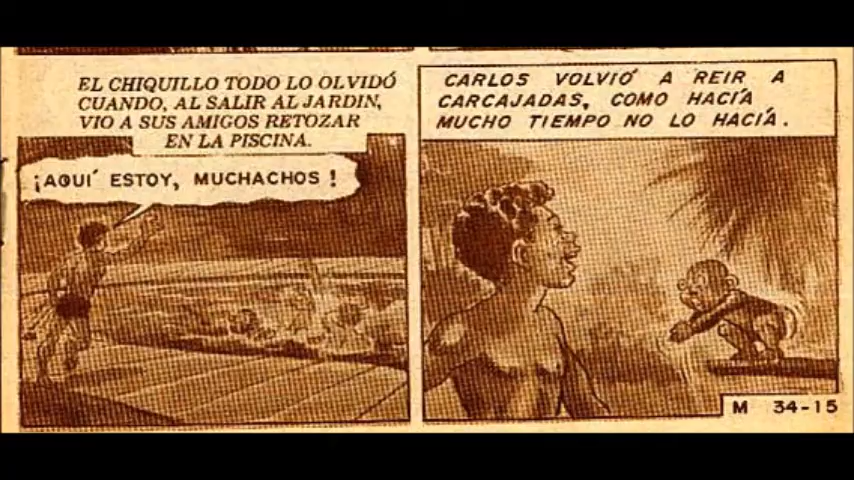 EL CHIQUILLO TODO LO OLVIDÓ
CUANDO, AL SALIR AL JARDIN,
VIO A SUS AMIGOS RETOZAR
EN LA PISCINA.
¡AQUÍ ESTOY, MUCHACHOS!
CARLOS VOLVIÓ A REIR A
CARCAJADAS, COMO HACÍA
MUCHO TIEMPO NO LO HACÍA.
M 34-15